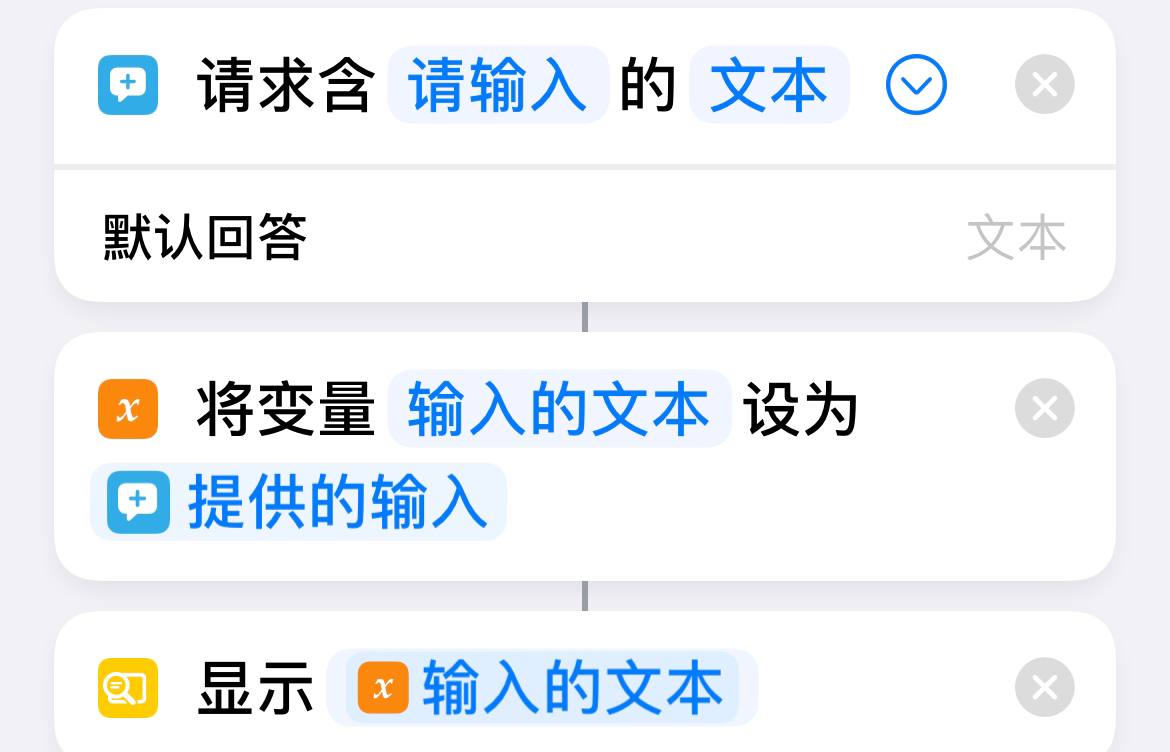 请求含 请输入 的 文本
默认回答 文本
x 将变量 输入的文本 设为
提供的输入
显示 x 输入的文本